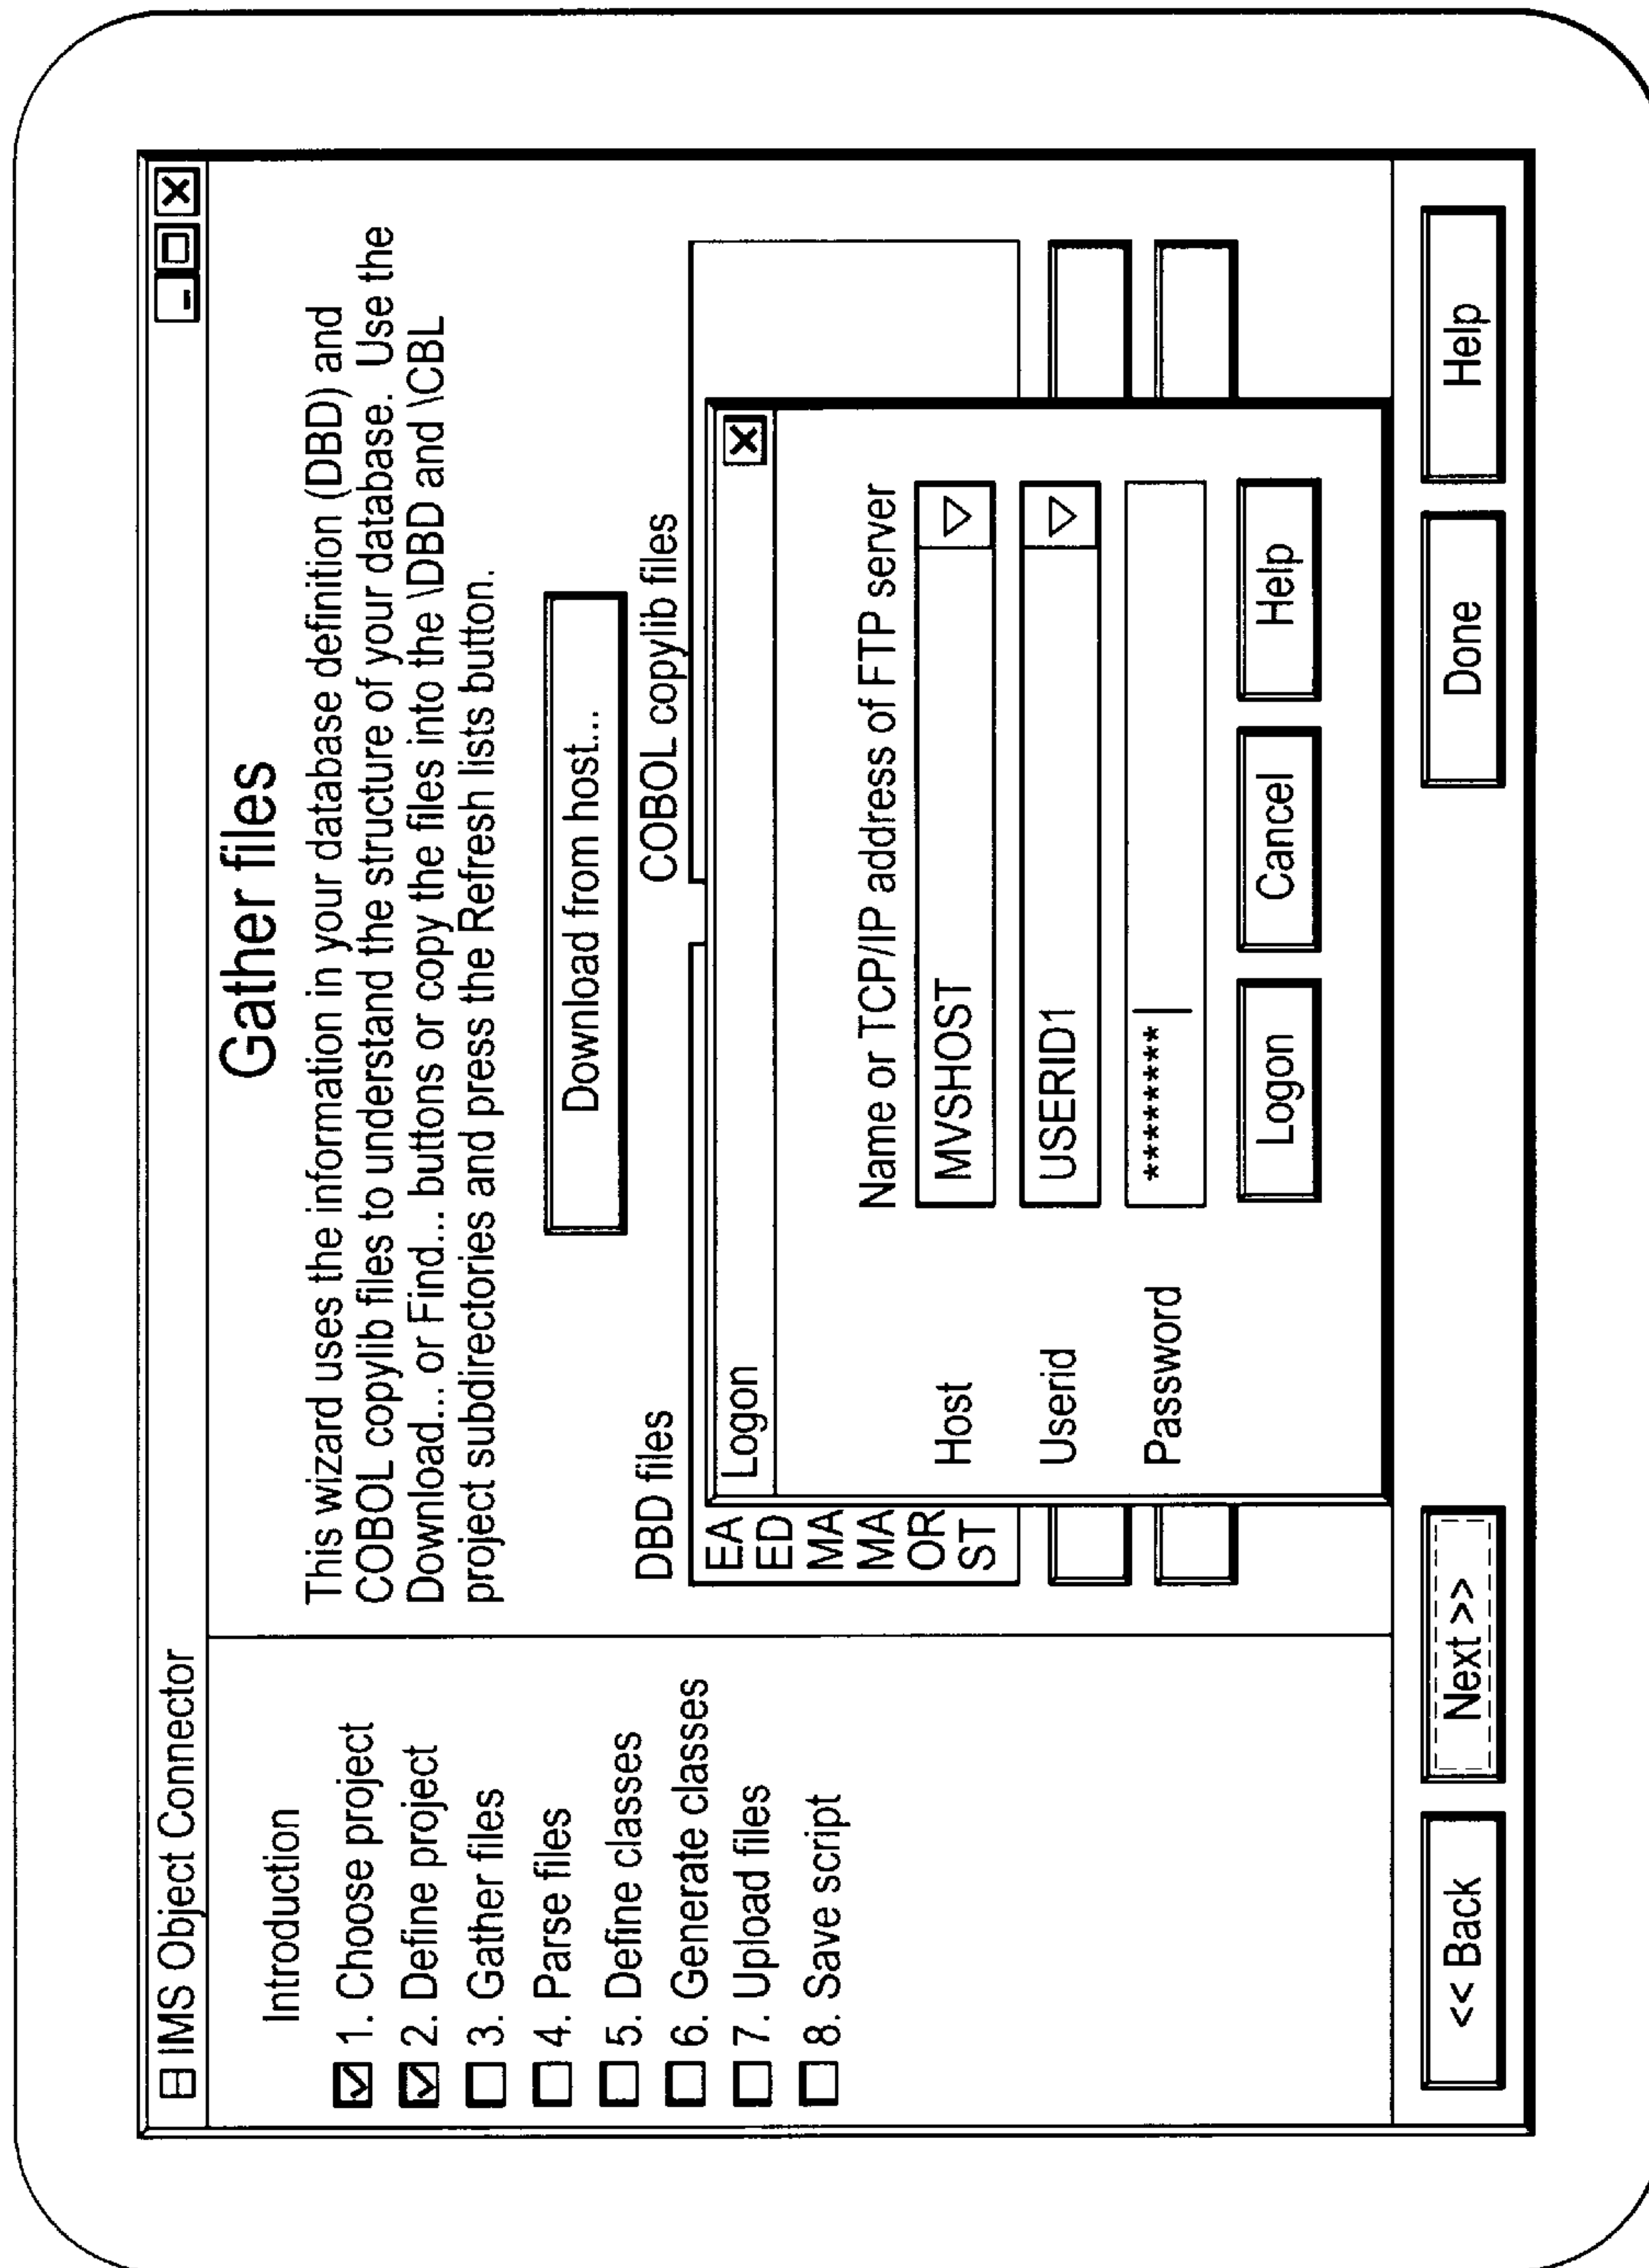 IMS Object Connector
Introduction
1. Choose project
2. Define project
3. Gather files
4. Parse files
5. Define classes
6. Generate classes
7. Upload files
8. Save script
Gather files
This wizard uses the information in your database definition (DBD) and
COBOL copylib files to understand the structure of your database. Use the
Download... or Find... buttons or copy the files into the \DBD and \CBL
project subdirectories and press the Refresh lists button.
Download from host...
DBD files
COBOL copylib files
EA
ED
MA
MA
OR
ST
Logon
Name or TCP/IP address of FTP server
Host MVSHOST
Userid USERID1
Password ********
Logon Cancel Help
<< Back Next >> Done Help